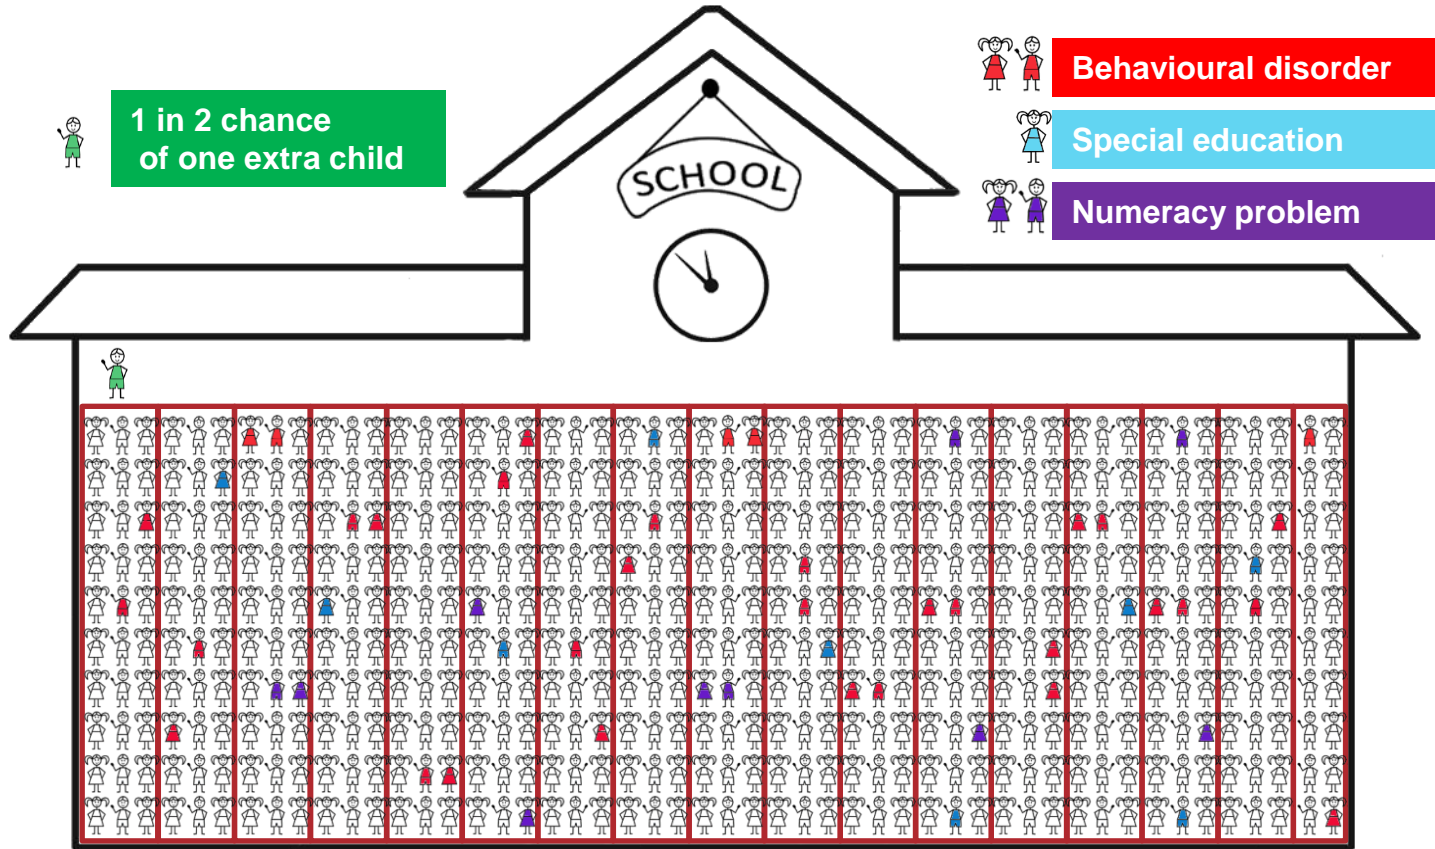 1 in 2 chance
of one extra child
SCHOOL
Behavioural disorder
Special education
Numeracy problem